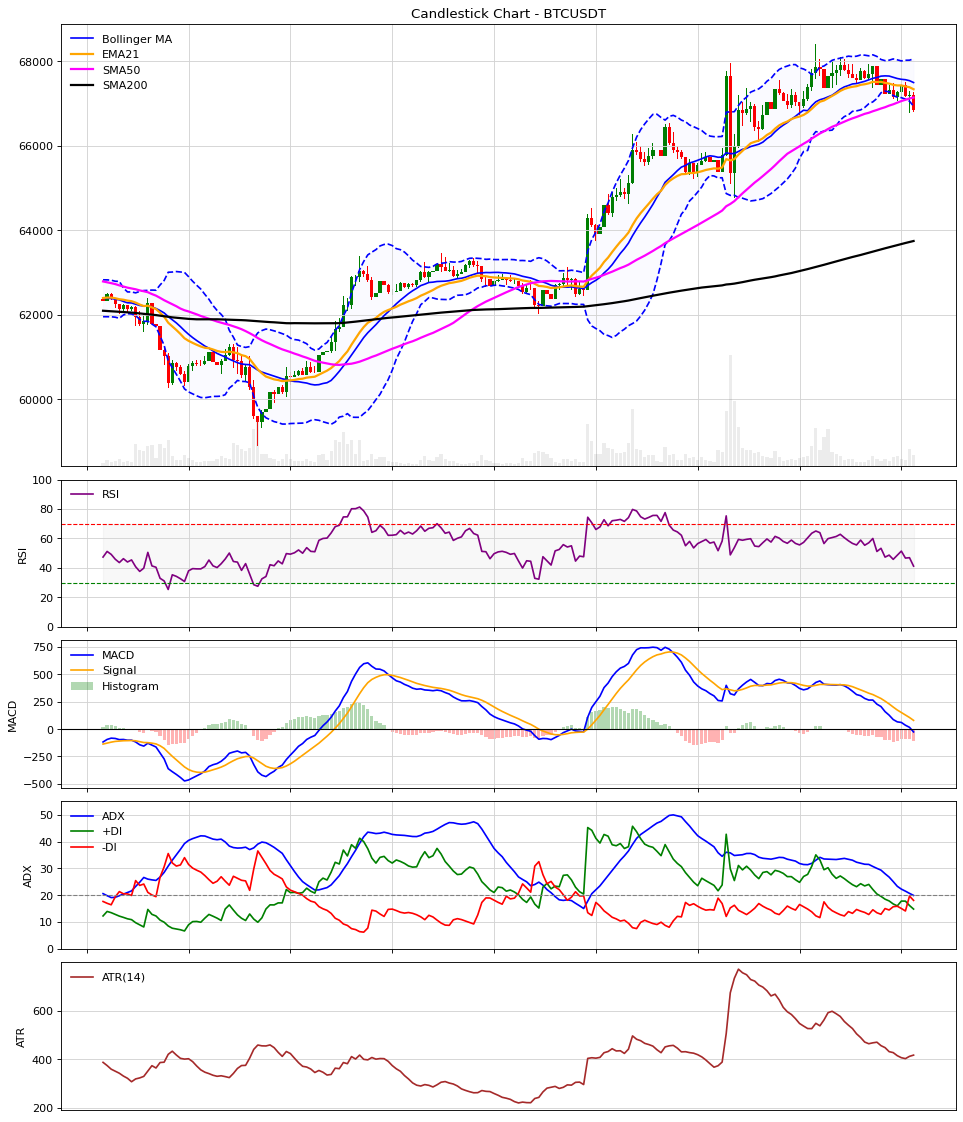 Candlestick Chart - BTCUSDT
Bollinger MA
EMA21
SMA50
SMA200
68000
66000
64000
62000
60000
RSI
100
80
60
40
20
0
RSI
MACD
Signal
Histogram
750
500
250
0
−250
−500
MACD
ADX
+DI
-DI
50
40
30
20
10
0
ADX
ATR(14)
600
400
200
ATR